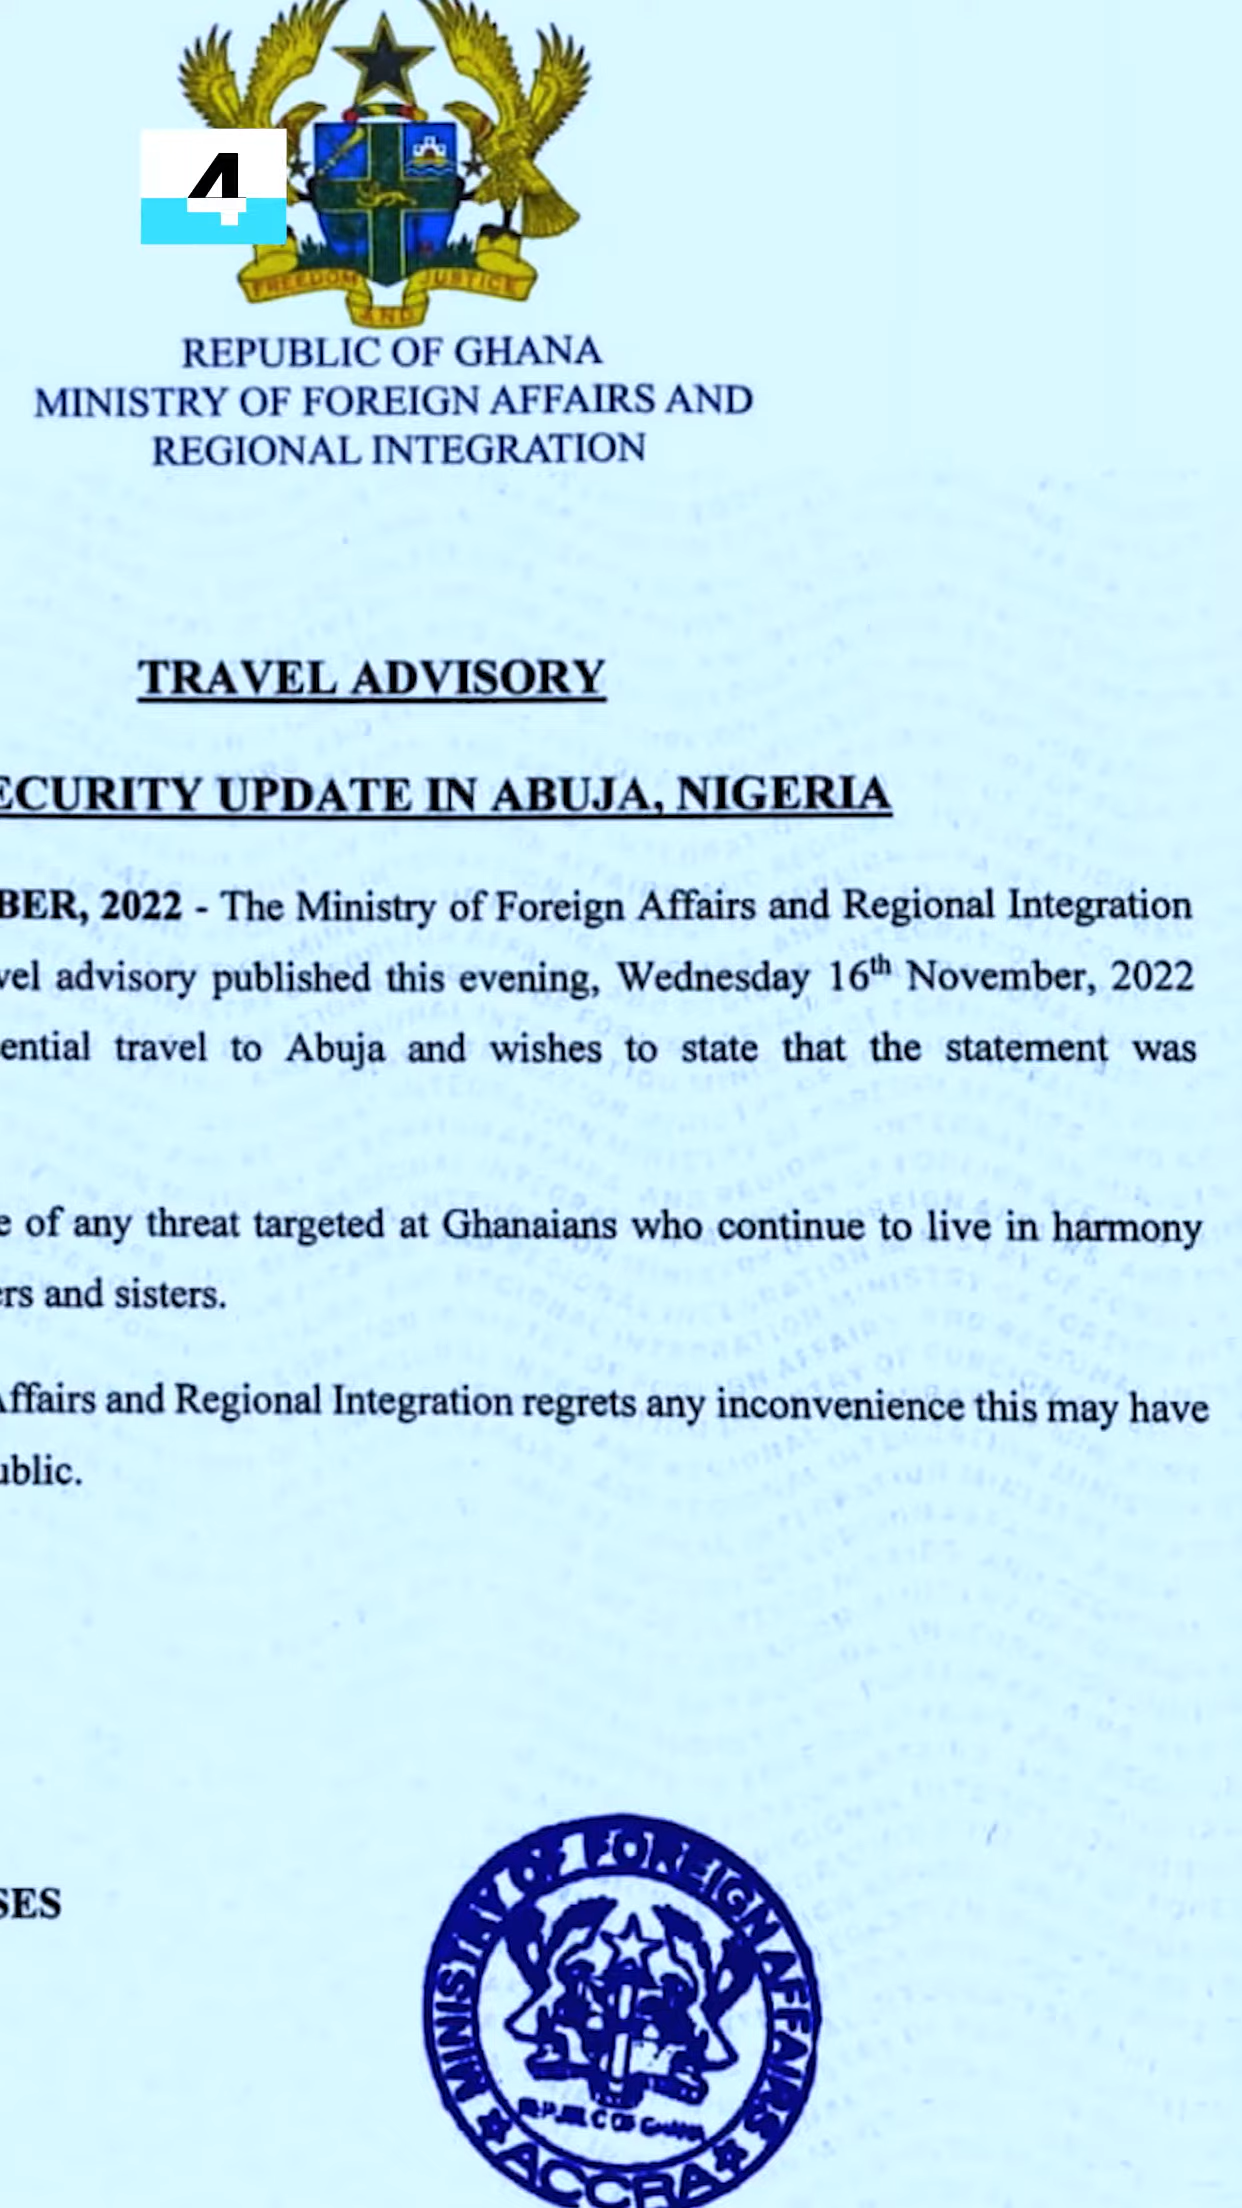 4
FREEDOM AND JUSTICE
REPUBLIC OF GHANA
MINISTRY OF FOREIGN AFFAIRS AND
REGIONAL INTEGRATION
TRAVEL ADVISORY
ECURITY UPDATE IN ABUJA, NIGERIA
BER, 2022 - The Ministry of Foreign Affairs and Regional Integration
vel advisory published this evening, Wednesday 16th November, 2022
ential travel to Abuja and wishes to state that the statement was
e of any threat targeted at Ghanaians who continue to live in harmony
ers and sisters.
Affairs and Regional Integration regrets any inconvenience this may have
ublic.
SES
MINISTRY OF FOREIGN AFFAIRS
ACCRA